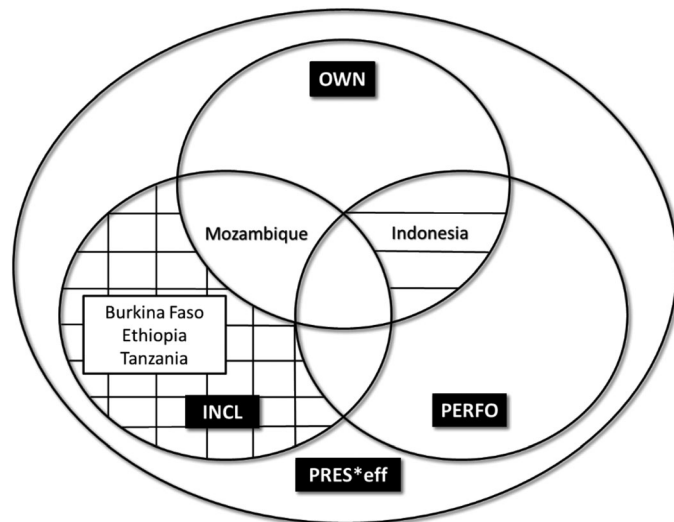 OWN
Mozambique
Indonesia
Burkina Faso
Ethiopia
Tanzania
INCL
PERFO
PRES*eff